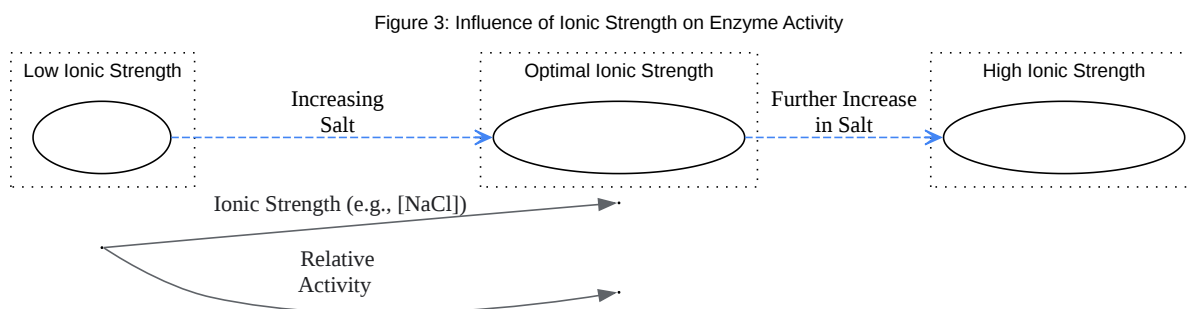 Figure 3: Influence of Ionic Strength on Enzyme Activity
Low Ionic Strength
Optimal Ionic Strength
High Ionic Strength
Increasing
Salt
Further Increase
in Salt
Ionic Strength (e.g., [NaCl])
Relative
Activity